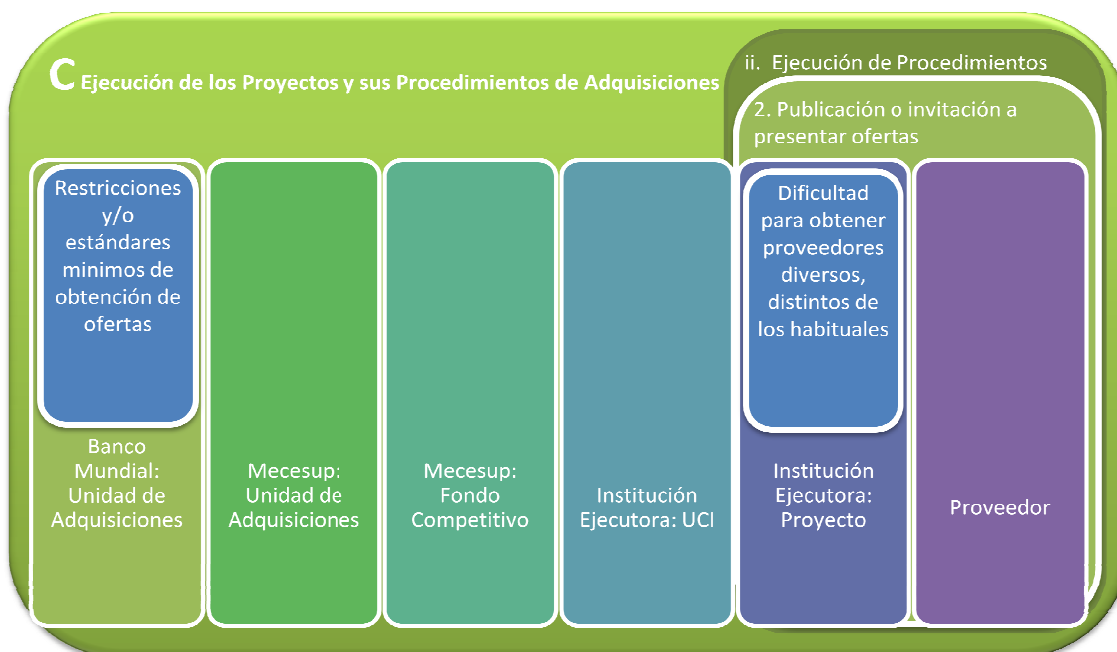 C Ejecución de los Proyectos y sus Procedimientos de Adquisiciones
ii. Ejecución de Procedimientos
2. Publicación o invitación a
presentar ofertas
Restricciones
y/o
estándares
minimos de
obtención de
ofertas
Banco
Mundial:
Unidad de
Adquisiciones
Mecesup:
Unidad de
Adquisiciones
Mecesup:
Fondo
Competitivo
Institución
Ejecutora: UCI
Dificultad
para obtener
proveedores
diversos,
distintos de
los habituales
Institución
Ejecutora:
Proyecto
Proveedor